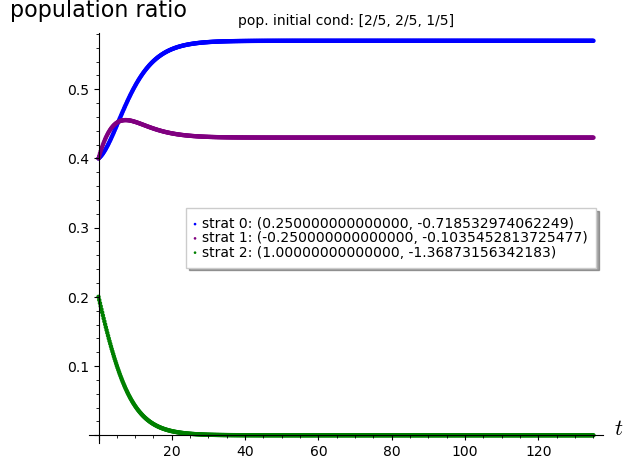 population ratio
pop. initial cond: [2/5, 2/5, 1/5]
0.5
0.4
0.3
0.2
0.1
strat 0: (0.250000000000000, -0.718532974062249)
strat 1: (-0.250000000000000, -0.1035452813725477)
strat 2: (1.00000000000000, -1.36873156342183)
20 40 60 80 100 120
t